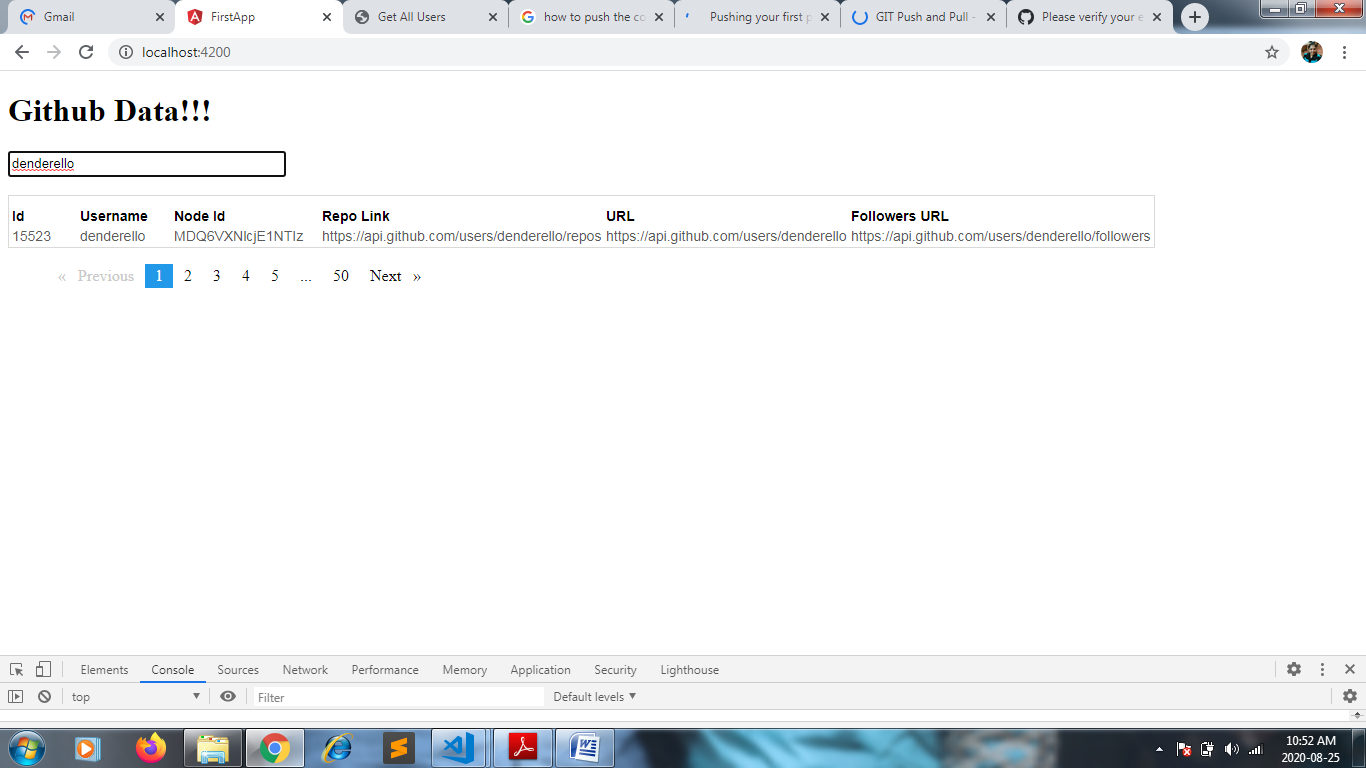 Gmail
FirstApp
Get All Users
how to push the co
Pushing your first p
GIT Push and Pull -
Please verify your e
localhost:4200
Github Data!!!
denderello
Id Username Node Id Repo Link URL Followers URL
15523 denderello MDQ6VXNlcjE1NTIz https://api.github.com/users/denderello/repos https://api.github.com/users/denderello https://api.github.com/users/denderello/followers
« Previous 1 2 3 4 5 ... 50 Next »
Elements Console Sources Network Performance Memory Application Security Lighthouse
top Filter Default levels
10:52 AM
2020-08-25